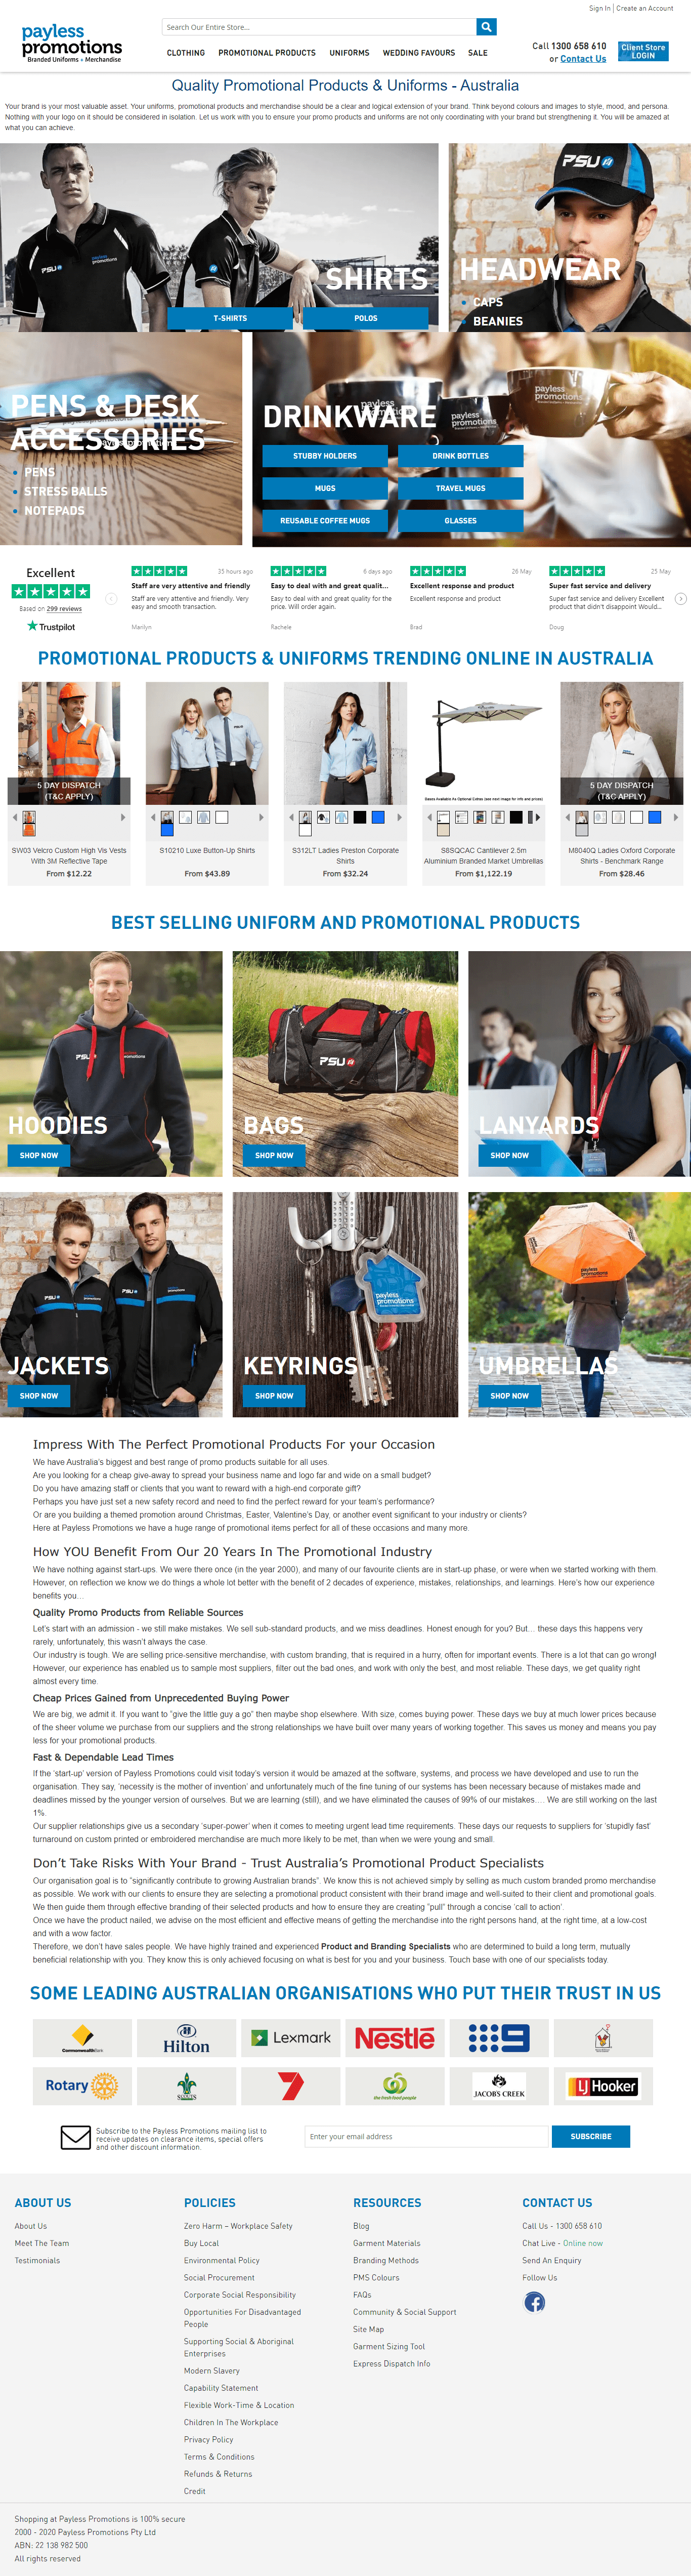 Sign In | Create an Account
payless
promotions
Branded Uniforms + Merchandise
Search Our Entire Store...
CLOTHING PROMOTIONAL PRODUCTS UNIFORMS WEDDING FAVOURS SALE
Call 1300 658 610
or Contact Us
Client Store
LOGIN
Quality Promotional Products & Uniforms - Australia
Your brand is your most valuable asset. Your uniforms, promotional products and merchandise should be a clear and logical extension of your brand. Think beyond colours and images to style, mood, and persona.
Nothing with your logo on it should be considered in isolation. Let us work with you to ensure your promo products and uniforms are not only coordinating with your brand but strengthening it. You will be amazed at
what you can achieve.
PSU
payless
promotions
SHIRTS
T-SHIRTS
POLOS
PSU
HEADWEAR
CAPS
BEANIES
PENS & DESK
ACCESSORIES
PENS
STRESS BALLS
NOTEPADS
payless
promotions
payless
promotions
payless
promotions
DRINKWARE
STUBBY HOLDERS
DRINK BOTTLES
MUGS
TRAVEL MUGS
REUSABLE COFFEE MUGS
GLASSES
Excellent
Based on 299 reviews
Trustpilot
35 hours ago
Staff are very attentive and friendly
Staff are very attentive and friendly. Very
easy and smooth transaction.
Marilyn
6 days ago
Easy to deal with and great qualit...
Easy to deal with and great quality for the
price. Will order again.
Rachele
26 May
Excellent response and product
Excellent response and product
Brad
25 May
Super fast service and delivery
Super fast service and delivery Excellent
product that didn't disappoint Would...
Doug
PROMOTIONAL PRODUCTS & UNIFORMS TRENDING ONLINE IN AUSTRALIA
5 DAY DISPATCH
(T&C APPLY)
SW03 Velcro Custom High Vis Vests
With 3M Reflective Tape
From $12.22
S10210 Luxe Button-Up Shirts
From $43.89
S312LT Ladies Preston Corporate
Shirts
From $32.24
Bases Available As Optional Extras (see next image for info and prices)
S8SQCAC Cantilever 2.5m
Aluminium Branded Market Umbrellas
From $1,122.19
5 DAY DISPATCH
(T&C APPLY)
M8040Q Ladies Oxford Corporate
Shirts - Benchmark Range
From $28.46
BEST SELLING UNIFORM AND PROMOTIONAL PRODUCTS
HOODIES
SHOP NOW
PSU
BAGS
SHOP NOW
LANYARDS
SHOP NOW
PSU
PSU
JACKETS
SHOP NOW
payless
promotions
KEYRINGS
SHOP NOW
payless
promotions
UMBRELLAS
SHOP NOW
Impress With The Perfect Promotional Products For your Occasion
We have Australia's biggest and best range of promo products suitable for all uses.
Are you looking for a cheap give-away to spread your business name and logo far and wide on a small budget?
Do you have amazing staff or clients that you want to reward with a high-end corporate gift?
Perhaps you have just set a new safety record and need to find the perfect reward for your team's performance?
Or are you building a themed promotion around Christmas, Easter, Valentine's Day, or another event significant to your industry or clients?
Here at Payless Promotions we have a huge range of promotional items perfect for all of these occasions and many more.
How YOU Benefit From Our 20 Years In The Promotional Industry
We have nothing against start-ups. We were there once (in the year 2000), and many of our favourite clients are in start-up phase, or were when we started working with them.
However, on reflection we know we do things a whole lot better with the benefit of 2 decades of experience, mistakes, relationships, and learnings. Here's how our experience
benefits you...
Quality Promo Products from Reliable Sources
Let's start with an admission - we still make mistakes. We sell sub-standard products, and we miss deadlines. Honest enough for you? But... these days this happens very
rarely, unfortunately, this wasn't always the case.
Our industry is tough. We are selling price-sensitive merchandise, with custom branding, that is required in a hurry, often for important events. There is a lot that can go wrong!
However, our experience has enabled us to sample most suppliers, filter out the bad ones, and work with only the best, and most reliable. These days, we get quality right
almost every time.
Cheap Prices Gained from Unprecedented Buying Power
We are big, we admit it. If you want to "give the little guy a go" then maybe shop elsewhere. With size, comes buying power. These days we buy at much lower prices because
of the sheer volume we purchase from our suppliers and the strong relationships we have built over many years of working together. This saves us money and means you pay
less for your promotional products.
Fast & Dependable Lead Times
If the 'start-up' version of Payless Promotions could visit today's version it would be amazed at the software, systems, and process we have developed and use to run the
organisation. They say, 'necessity is the mother of invention' and unfortunately much of the fine tuning of our systems has been necessary because of mistakes made and
deadlines missed by the younger version of ourselves. But we are learning (still), and we have eliminated the causes of 99% of our mistakes.... We are still working on the last
1%.
Our supplier relationships give us a secondary 'super-power' when it comes to meeting urgent lead time requirements. These days our requests to suppliers for 'stupidly fast'
turnaround on custom printed or embroidered merchandise are much more likely to be met, than when we were young and small.
Don't Take Risks With Your Brand - Trust Australia's Promotional Product Specialists
Our organisation goal is to "significantly contribute to growing Australian brands". We know this is not achieved simply by selling as much custom branded promo merchandise
as possible. We work with our clients to ensure they are selecting a promotional product consistent with their brand image and well-suited to their client and promotional goals.
We then guide them through effective branding of their selected products and how to ensure they are creating "pull" through a concise 'call to action'.
Once we have the product nailed, we advise on the most efficient and effective means of getting the merchandise into the right persons hand, at the right time, at a low-cost
and with a wow factor.
Therefore, we don't have sales people. We have highly trained and experienced Product and Branding Specialists who are determined to build a long term, mutually
beneficial relationship with you. They know this is only achieved focusing on what is best for you and your business. Touch base with one of our specialists today.
SOME LEADING AUSTRALIAN ORGANISATIONS WHO PUT THEIR TRUST IN US
CommonwealthBank
Hilton
Lexmark
Nestlé
9
Rotary
SCOUTS
7
the fresh food people
JACOB'S CREEK
LJ Hooker
Subscribe to the Payless Promotions mailing list to
receive updates on clearance items, special offers
and other discount information.
Enter your email address
SUBSCRIBE
ABOUT US
About Us
Meet The Team
Testimonials
POLICIES
Zero Harm – Workplace Safety
Buy Local
Environmental Policy
Social Procurement
Corporate Social Responsibility
Opportunities For Disadvantaged
People
Supporting Social & Aboriginal
Enterprises
Modern Slavery
Capability Statement
Flexible Work-Time & Location
Children In The Workplace
Privacy Policy
Terms & Conditions
Refunds & Returns
Credit
RESOURCES
Blog
Garment Materials
Branding Methods
PMS Colours
FAQs
Community & Social Support
Site Map
Garment Sizing Tool
Express Dispatch Info
CONTACT US
Call Us - 1300 658 610
Chat Live - Online now
Send An Enquiry
Follow Us
Shopping at Payless Promotions is 100% secure
2000 - 2020 Payless Promotions Pty Ltd
ABN: 22 138 982 500
All rights reserved